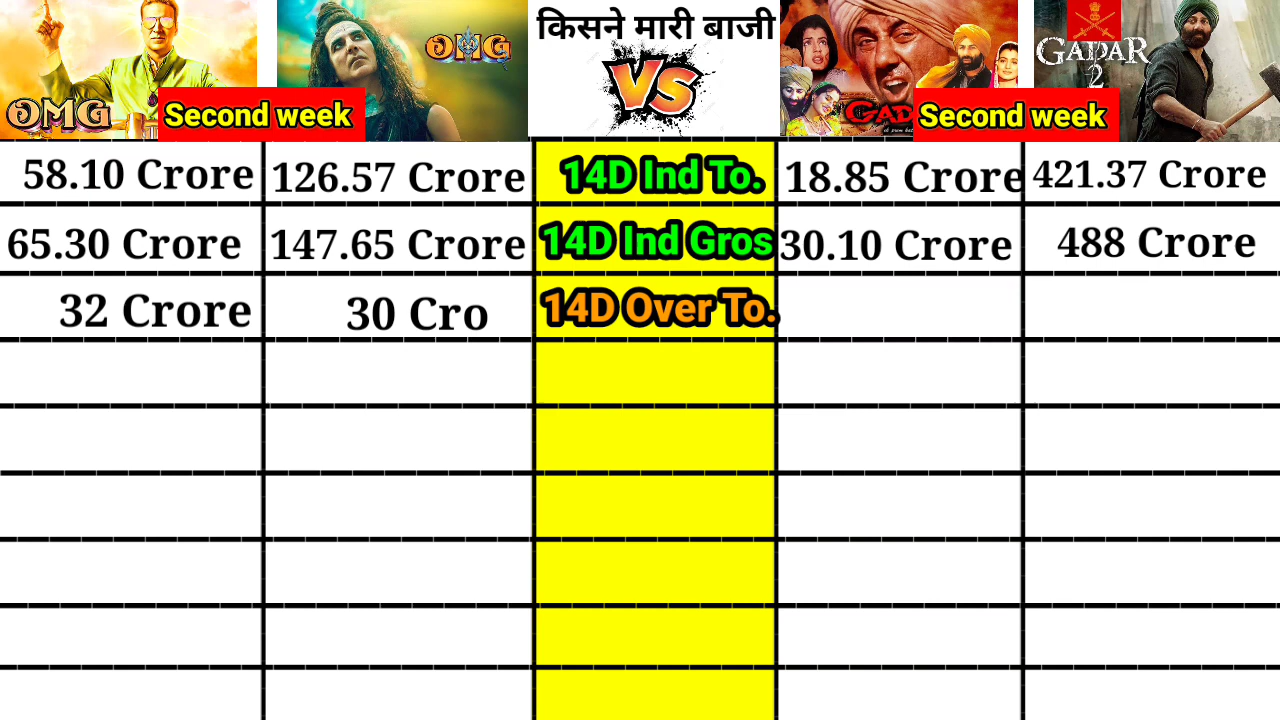 OMG
Second week
OMG
किसने मारी बाजी
VS
GAD
Second week
GADAR
2
58.10 Crore
126.57 Crore
14D Ind To.
18.85 Crore
421.37 Crore
65.30 Crore
147.65 Crore
14D Ind Gros
30.10 Crore
488 Crore
32 Crore
30 Cro
14D Over To.